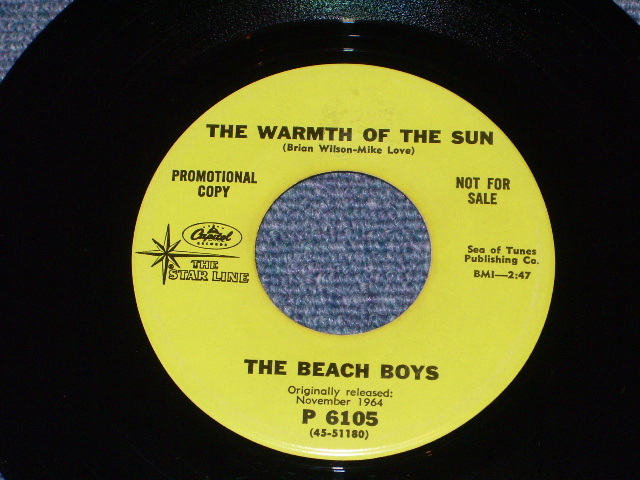 THE WARMTH OF THE SUN
(Brian Wilson-Mike Love)
PROMOTIONAL
COPY
NOT FOR
SALE
Capitol
RECORDS
THE
STAR LINE
Sea of Tunes
Publishing Co.
BMI—2:47
THE BEACH BOYS
Originally released:
November 1964
P 6105
(45-51180)